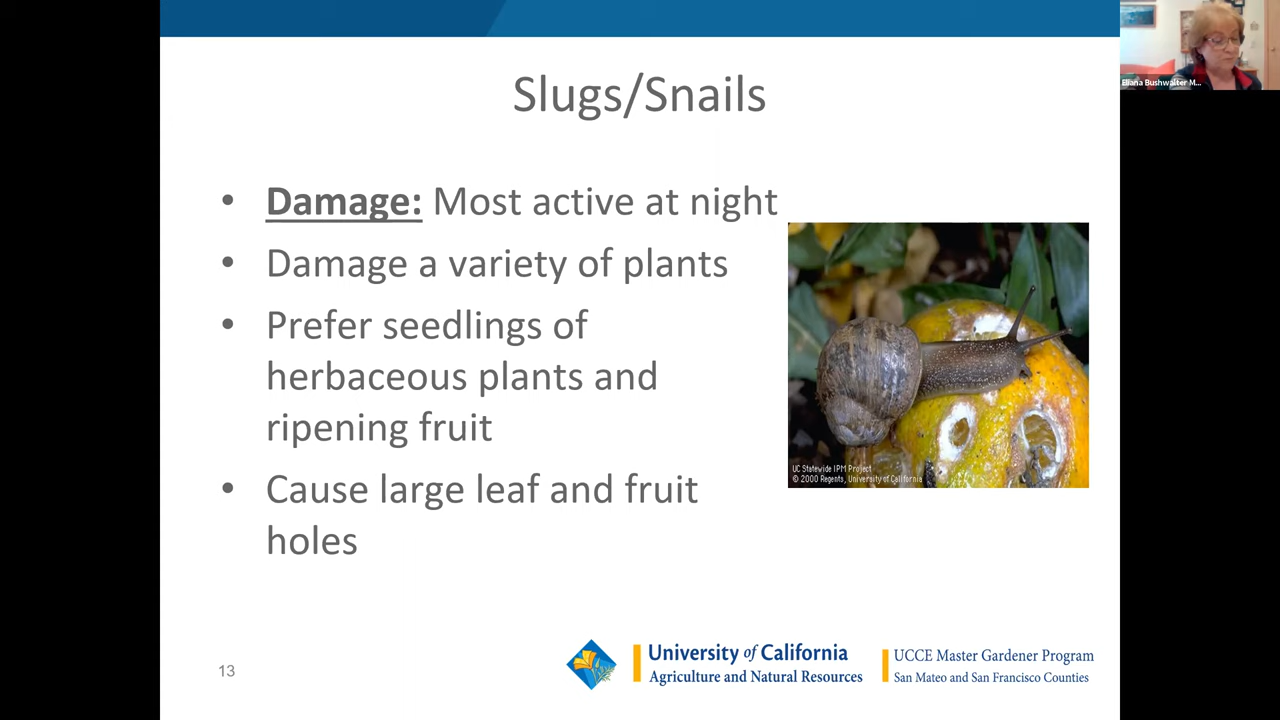 Eliana Bushwalter M...
Slugs/Snails
• Damage: Most active at night
• Damage a variety of plants
• Prefer seedlings of
herbaceous plants and
ripening fruit
• Cause large leaf and fruit
holes
UC Statewide IPM Project
© 2000 Regents, University of California
13
University of California
Agriculture and Natural Resources
UCCE Master Gardener Program
San Mateo and San Francisco Counties